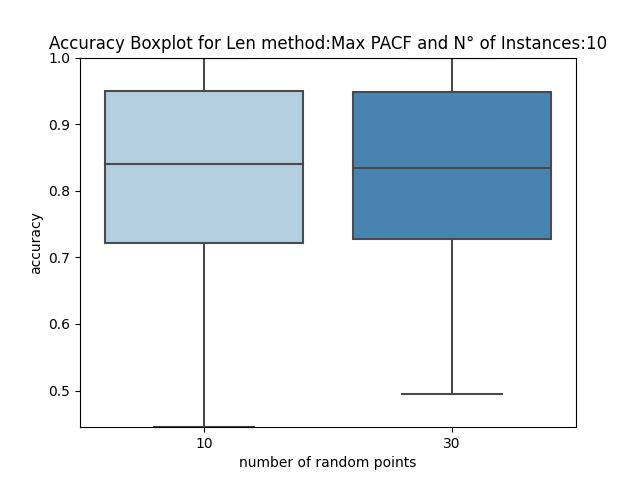 Accuracy Boxplot for Len method:Max PACF and N° of Instances:10
1.0
0.9
0.8
0.7
0.6
0.5
accuracy
10 30
number of random points